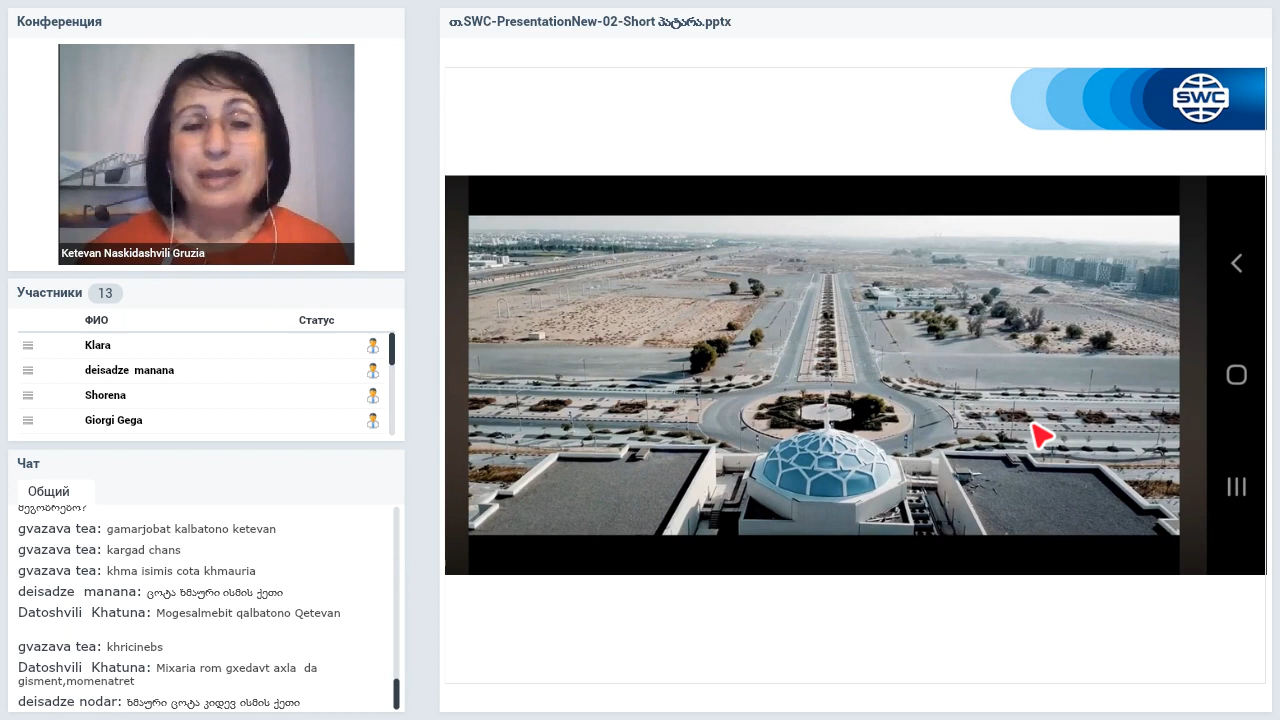 Конференция
Ketevan Naskidashvili Gruzia
Участники 13
ФИО Статус
Klara
deisadze manana
Shorena
Giorgi Gega
Чат
Общий
gvazava tea: gamarjobat kalbatono ketevan
gvazava tea: kargad chans
gvazava tea: khma isimis cota khmauria
deisadze manana: ცოტა ხმაური ისმის ქეთი
Datoshvili Khatuna: Mogesalmebit qalbatono Qetevan
gvazava tea: khricinebs
Datoshvili Khatuna: Mixaria rom gxedavt axla da
gisment,momenatret
deisadze nodar: ხმაური ცოტა კიდევ ისმის ქეთი
თ.SWC-PresentationNew-02-Short პატარა.pptx
SWC